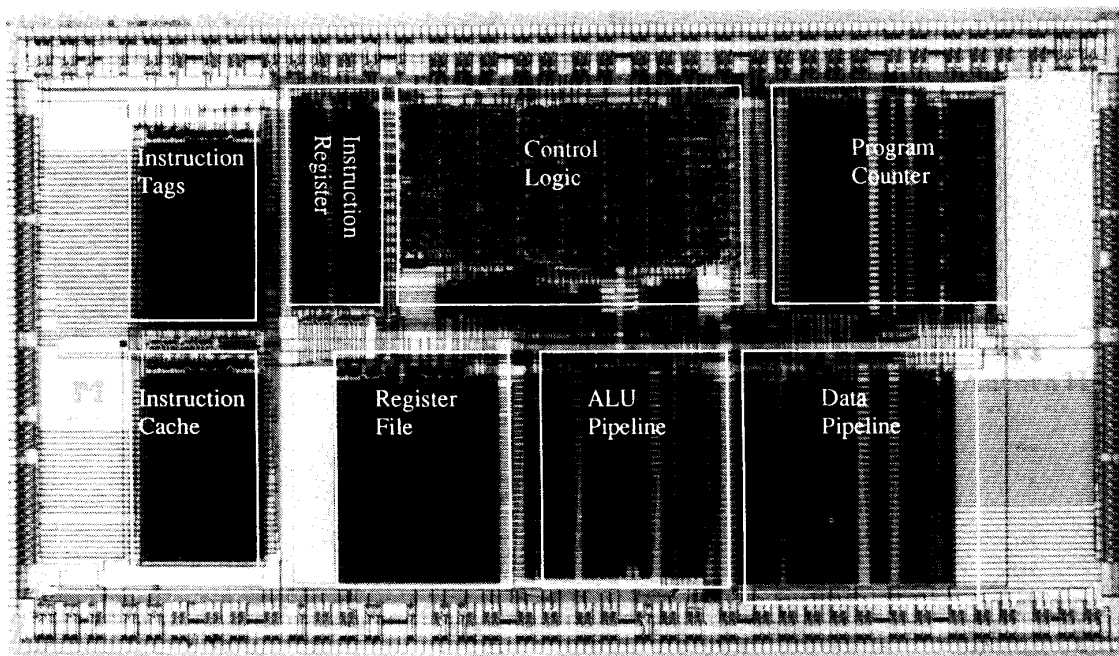 Instruction
Tags
Instruction
Register
Control
Logic
Program
Counter
Instruction
Cache
Register
File
ALU
Pipeline
Data
Pipeline